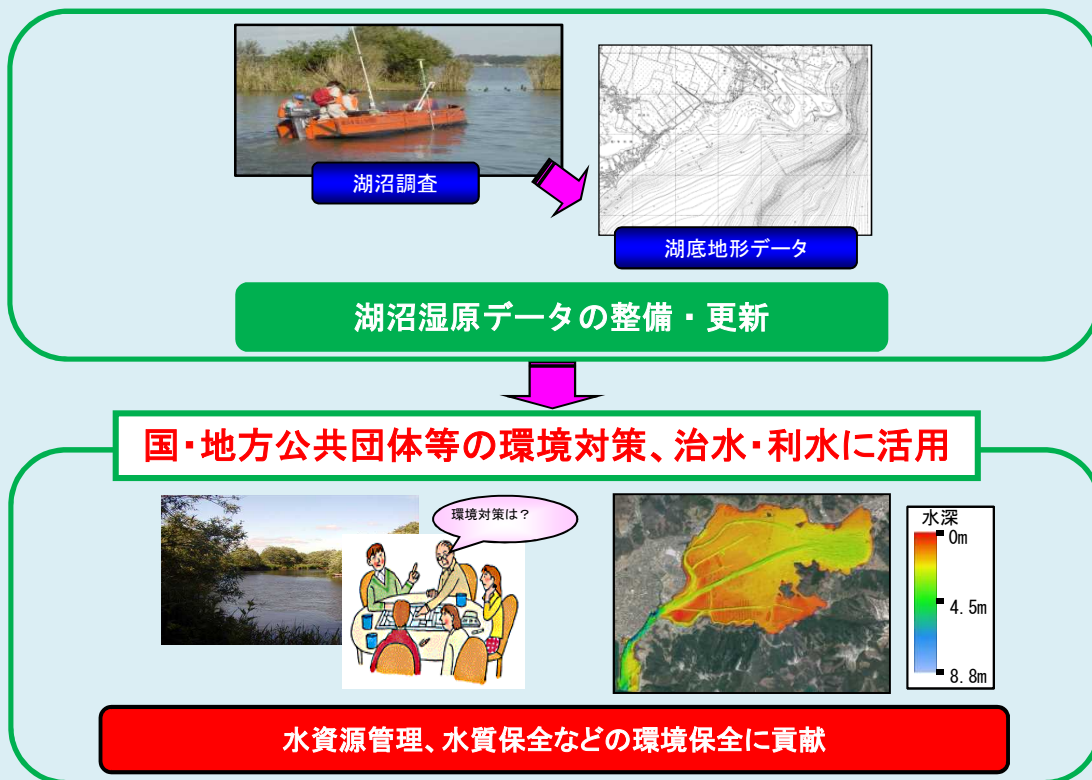 湖沼調査
湖底地形データ
湖沼湿原データの整備・更新
国・地方公共団体等の環境対策、治水・利水に活用
環境対策は？
水深
0m
4.5m
8.8m
水資源管理、水質保全などの環境保全に貢献